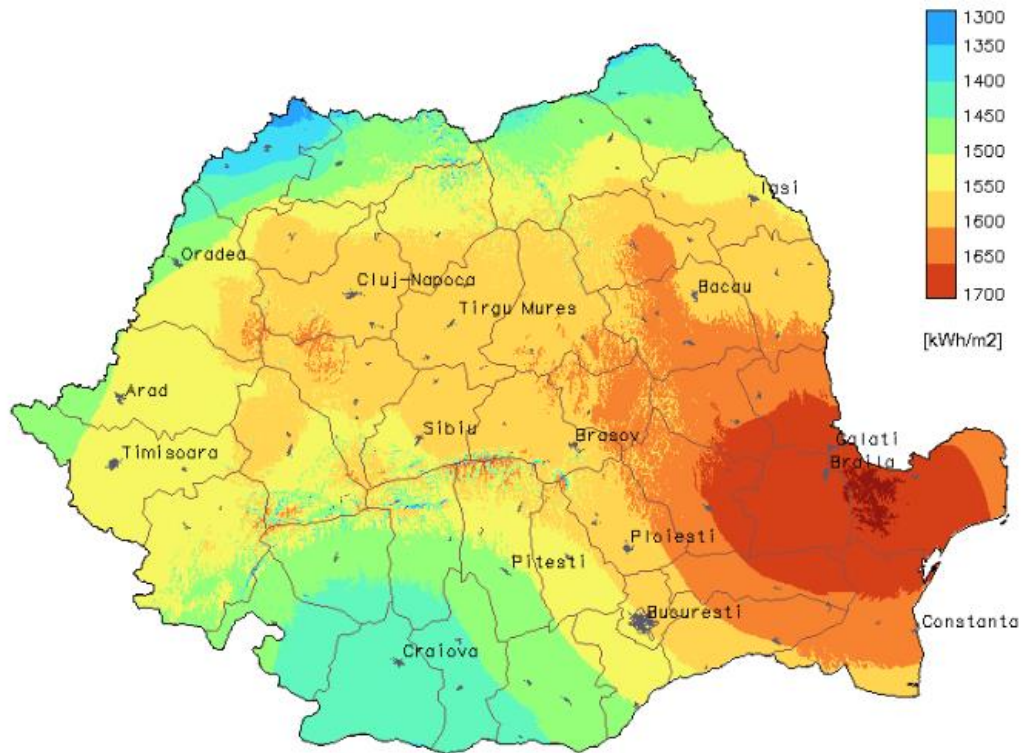 1300
1350
1400
1450
1500
1550
1600
1650
1700
[kWh/m2]
Iasi
Oradea
Cluj-Napoca
Bacau
Tirgu Mures
Arad
Sibiu
Brasov
Galati
Timisoara
Braila
Ploiesti
Pitesti
Bucuresti
Constanta
Craiova